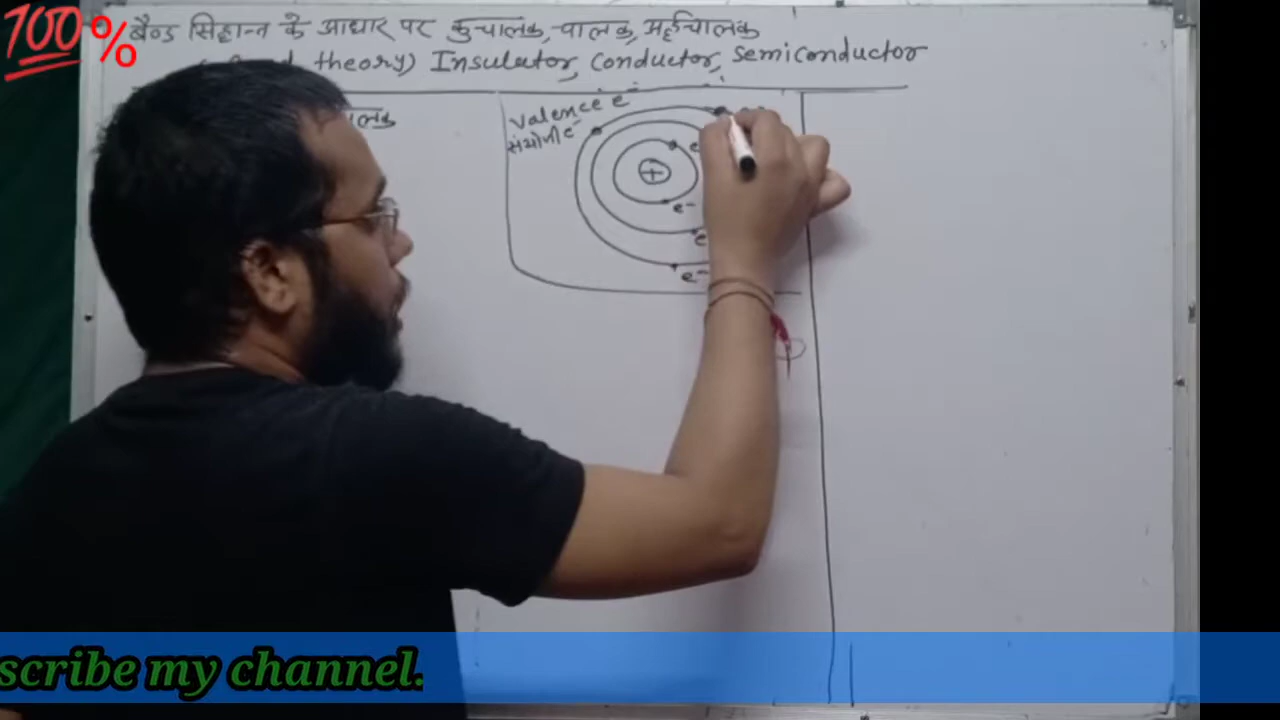 100%
बैण्ड सिद्धान्त के आधार पर कुचालक, चालक, अर्द्धचालक
theory) Insulator, conductor, semiconductor
valence e⁻
संयोजी e⁻
+
e⁻
e
e⁻
scribe my channel.